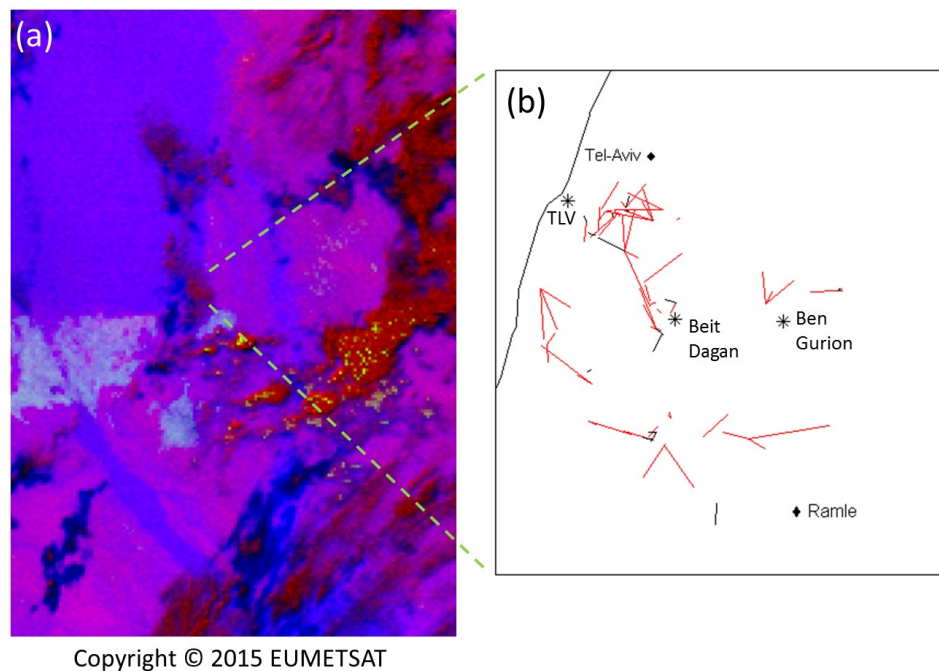 (a)
(b)
Tel-Aviv
TLV
Beit
Dagan
Ben
Gurion
Ramle
Copyright © 2015 EUMETSAT